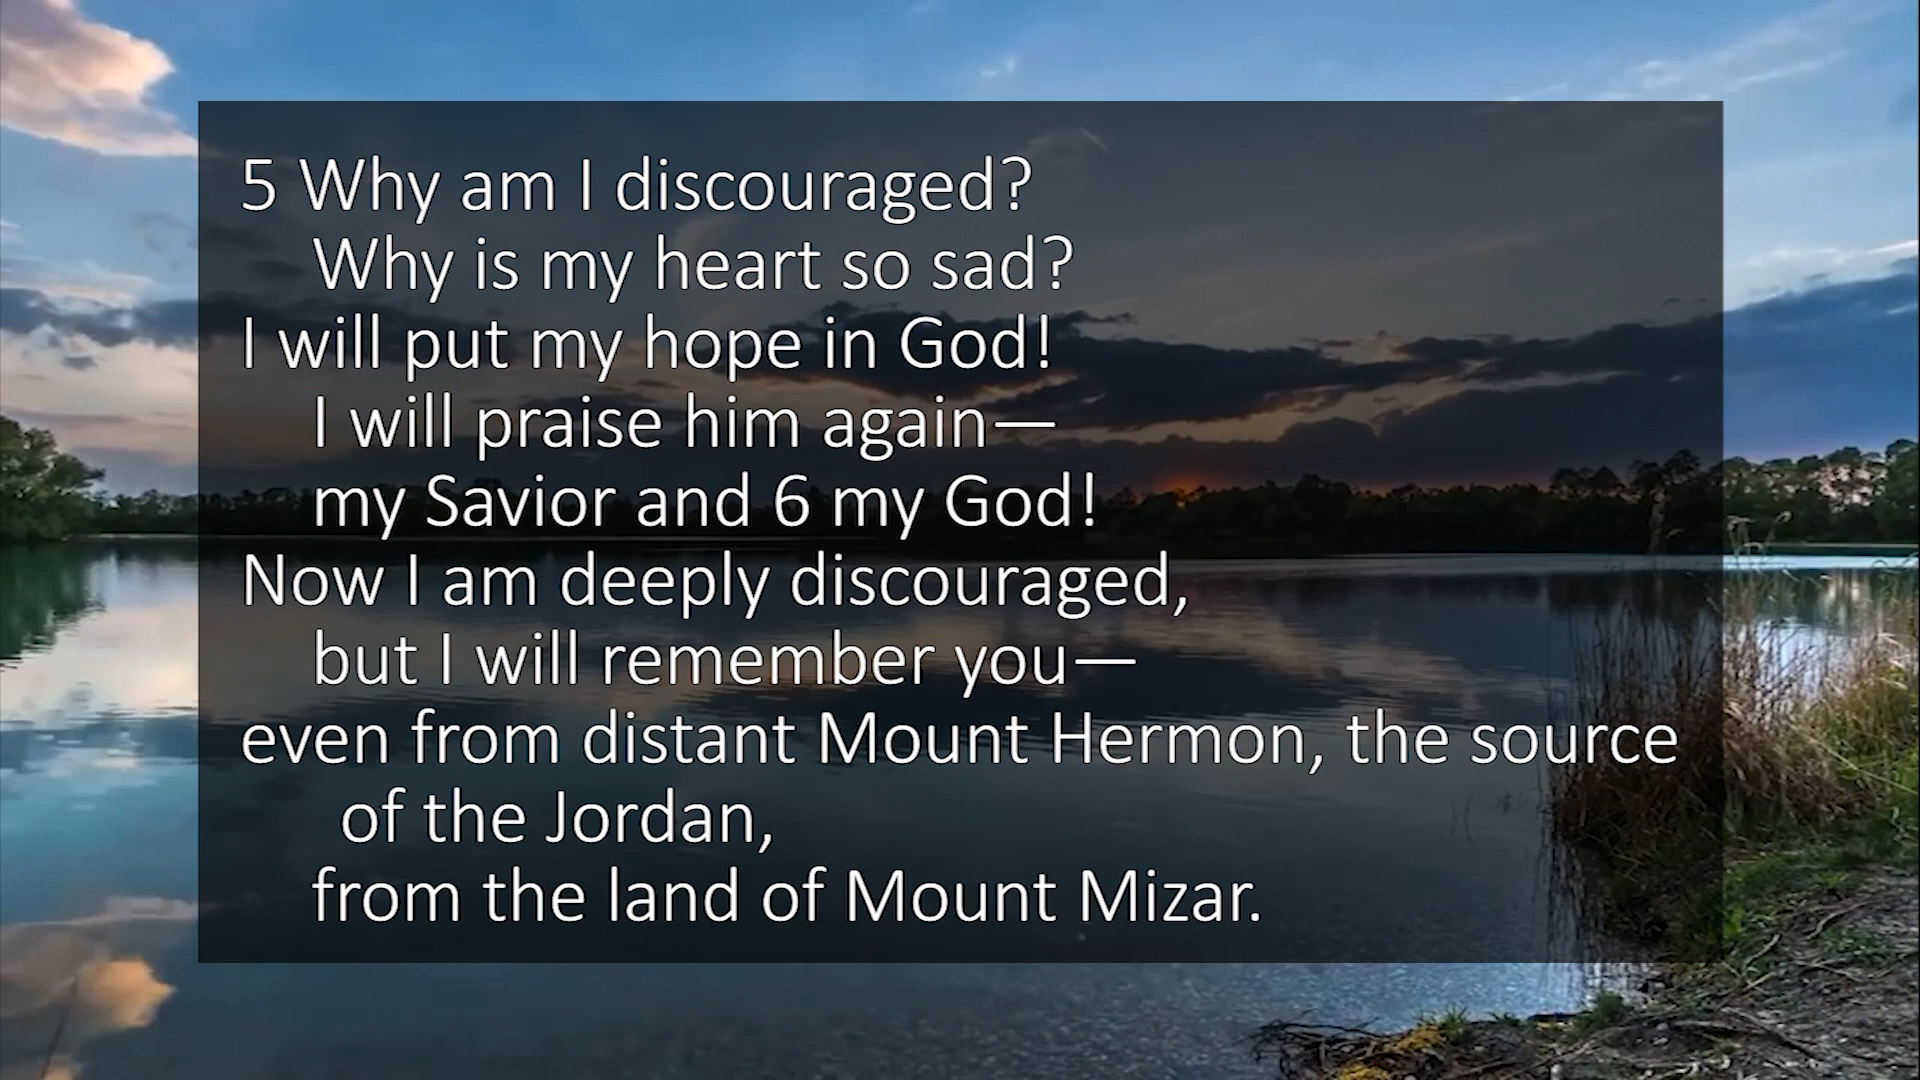 5 Why am I discouraged?
Why is my heart so sad?
I will put my hope in God!
I will praise him again—
my Savior and 6 my God!
Now I am deeply discouraged,
but I will remember you—
even from distant Mount Hermon, the source
of the Jordan,
from the land of Mount Mizar.